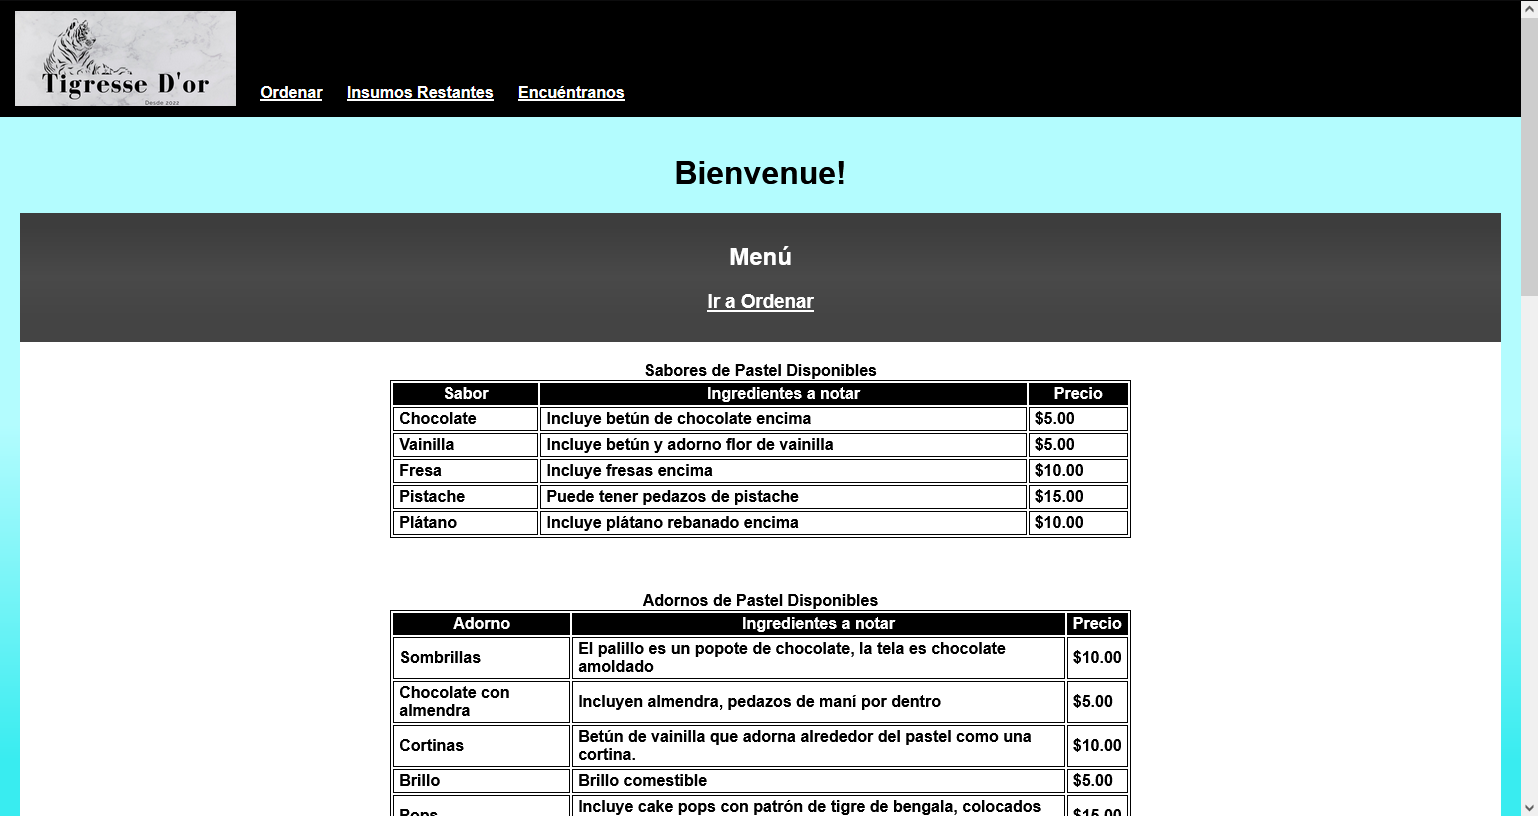 Tigresse D'or
Desde 2022
Ordenar Insumos Restantes Encuéntranos
Bienvenue!
Menú
Ir a Ordenar
Sabores de Pastel Disponibles
Sabor Ingredientes a notar Precio
Chocolate Incluye betún de chocolate encima $5.00
Vainilla Incluye betún y adorno flor de vainilla $5.00
Fresa Incluye fresas encima $10.00
Pistache Puede tener pedazos de pistache $15.00
Plátano Incluye plátano rebanado encima $10.00
Adornos de Pastel Disponibles
Adorno Ingredientes a notar Precio
Sombrillas El palillo es un popote de chocolate, la tela es chocolate
amoldado $10.00
Chocolate con
almendra Incluyen almendra, pedazos de maní por dentro $5.00
Cortinas Betún de vainilla que adorna alrededor del pastel como una
cortina. $10.00
Brillo Brillo comestible $5.00
Pops Incluye cake pops con patrón de tigre de bengala, colocados $15.00